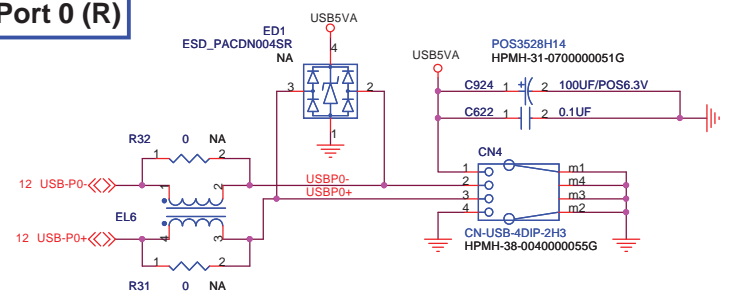 Port 0 (R)
ED1
ESD_PACDN004SR
NA
USB5VA
4
3
2
1
USB5VA
POS3528H14
HPMH-31-0700000051G
C924 1 + 2 100UF/POS6.3V
C622 1 2 0.1UF
R32 0 NA
1 2
12 USB-P0-
1 2
EL6
4 3
12 USB-P0+
1 2
R31 0 NA
USBP0-
USBP0+
CN4
1
2
3
4
m1
m4
m3
m2
CN-USB-4DIP-2H3
HPMH-38-0040000055G